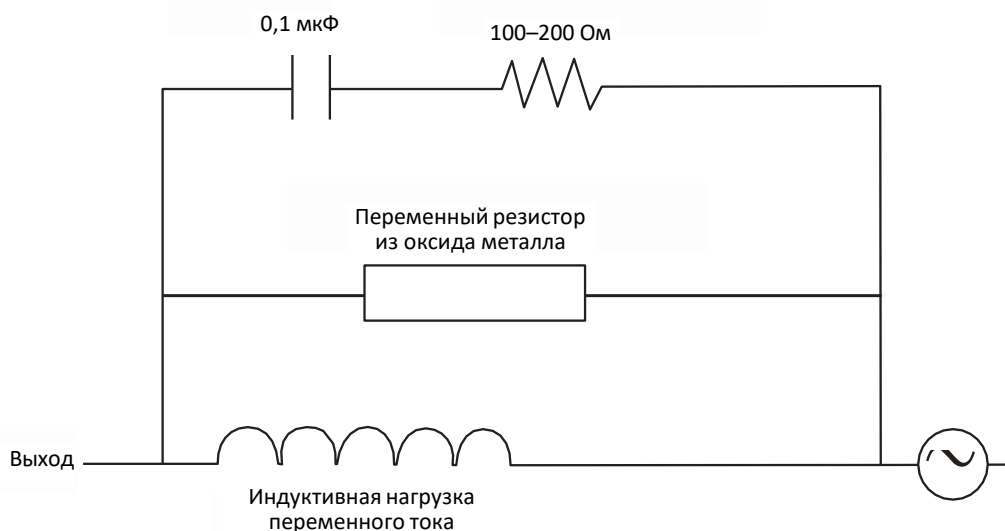 0,1 мкФ
100–200 Ом
Переменный резистор
из оксида металла
Выход
Индуктивная нагрузка
переменного тока